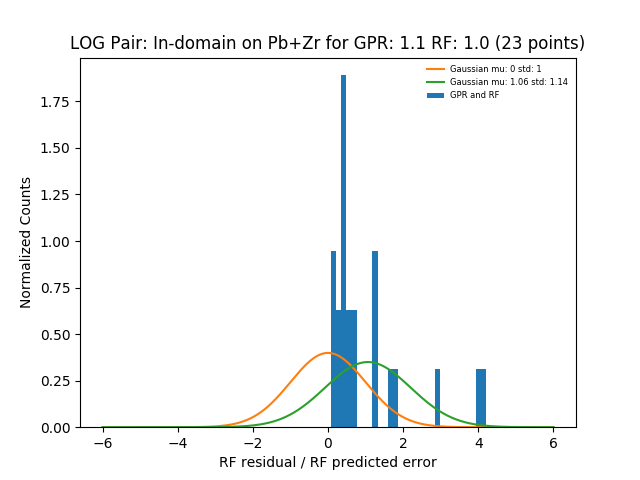 LOG Pair: In-domain on Pb+Zr for GPR: 1.1 RF: 1.0 (23 points)
Gaussian mu: 0 std: 1
Gaussian mu: 1.06 std: 1.14
GPR and RF
Normalized Counts
1.75
1.50
1.25
1.00
0.75
0.50
0.25
0.00
−6 −4 −2 0 2 4 6
RF residual / RF predicted error